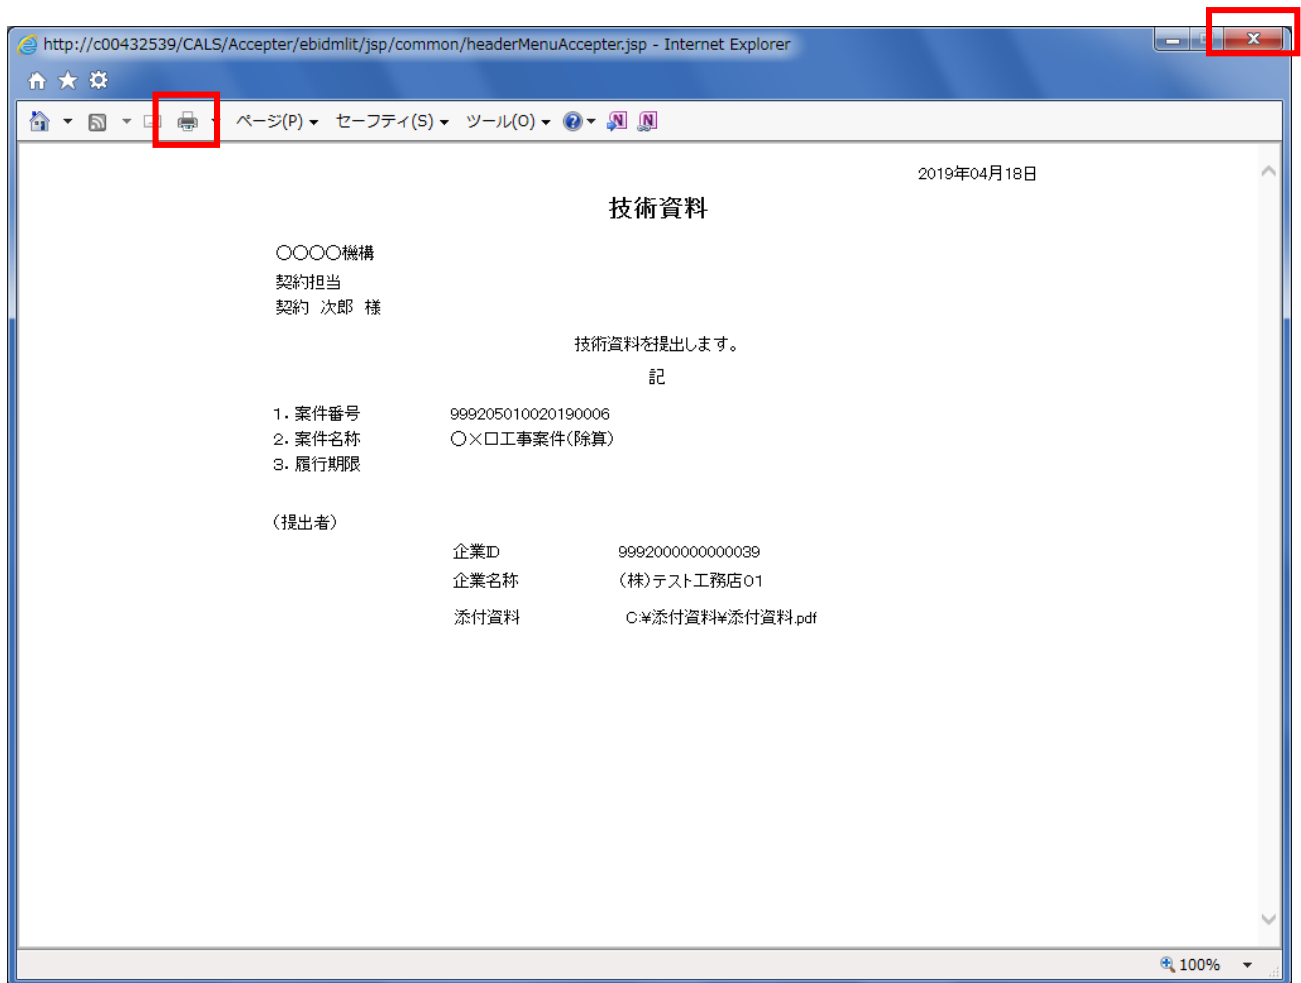 http://c00432539/CALS/Accepter/ebidmlit/jsp/common/headerMenuAccepter.jsp - Internet Explorer
ページ(P) セーフティ(S) ツール(O)
2019年04月18日
技術資料
〇〇〇〇機構
契約担当
契約 次郎 様
技術資料を提出します。
記
1. 案件番号 999205010020190006
2. 案件名称 〇×口工事案件(除算)
3. 履行期限
(提出者)
企業ID 9992000000000039
企業名称 (株)テスト工務店01
添付資料 C:¥添付資料¥添付資料.pdf
100%